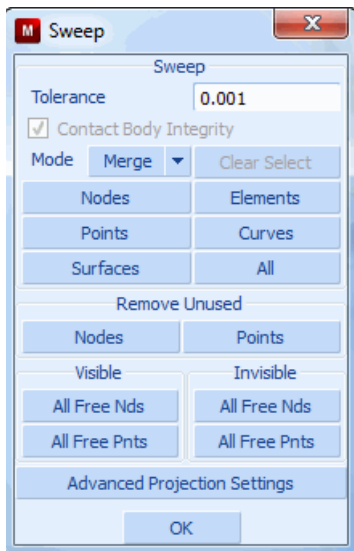 M Sweep X
Sweep
Tolerance 0.001
Contact Body Integrity
Mode Merge Clear Select
Nodes Elements
Points Curves
Surfaces All
Remove Unused
Nodes Points
Visible Invisible
All Free Nds All Free Nds
All Free Pnts All Free Pnts
Advanced Projection Settings
OK